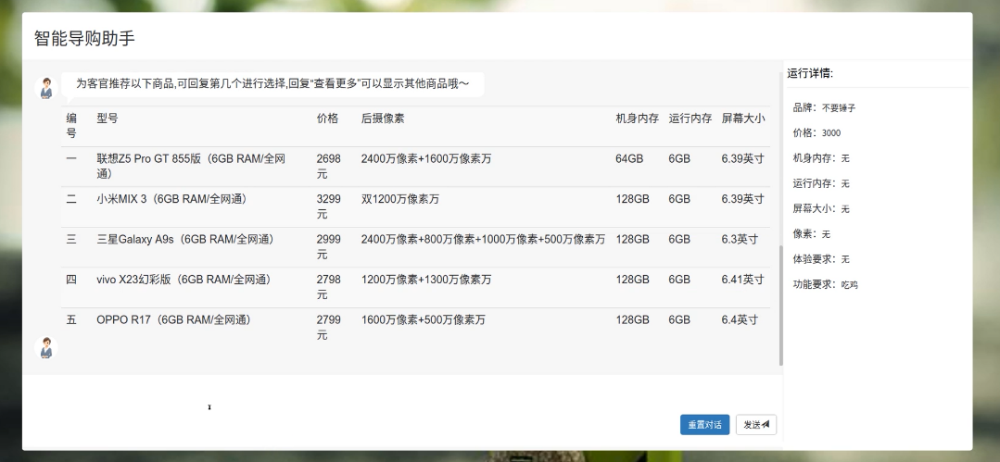 智能导购助手
为客官推荐以下商品,可回复第几个进行选择,回复“查看更多”可以显示其他商品哦～
编号 型号 价格 后摄像素 机身内存 运行内存 屏幕大小
一 联想Z5 Pro GT 855版（6GB RAM/全网通） 2698元 2400万像素+1600万像素万 64GB 6GB 6.39英寸
二 小米MIX 3（6GB RAM/全网通） 3299元 双1200万像素万 128GB 6GB 6.39英寸
三 三星Galaxy A9s（6GB RAM/全网通） 2999元 2400万像素+800万像素+1000万像素+500万像素万 128GB 6GB 6.3英寸
四 vivo X23幻彩版（6GB RAM/全网通） 2798元 1200万像素+1300万像素万 128GB 6GB 6.41英寸
五 OPPO R17（6GB RAM/全网通） 2799元 1600万像素+500万像素万 128GB 6GB 6.4英寸
重置对话 发送
运行详情:
品牌：不要锤子
价格：3000
机身内存：无
运行内存：无
屏幕大小：无
像素：无
体验要求：无
功能要求：吃鸡